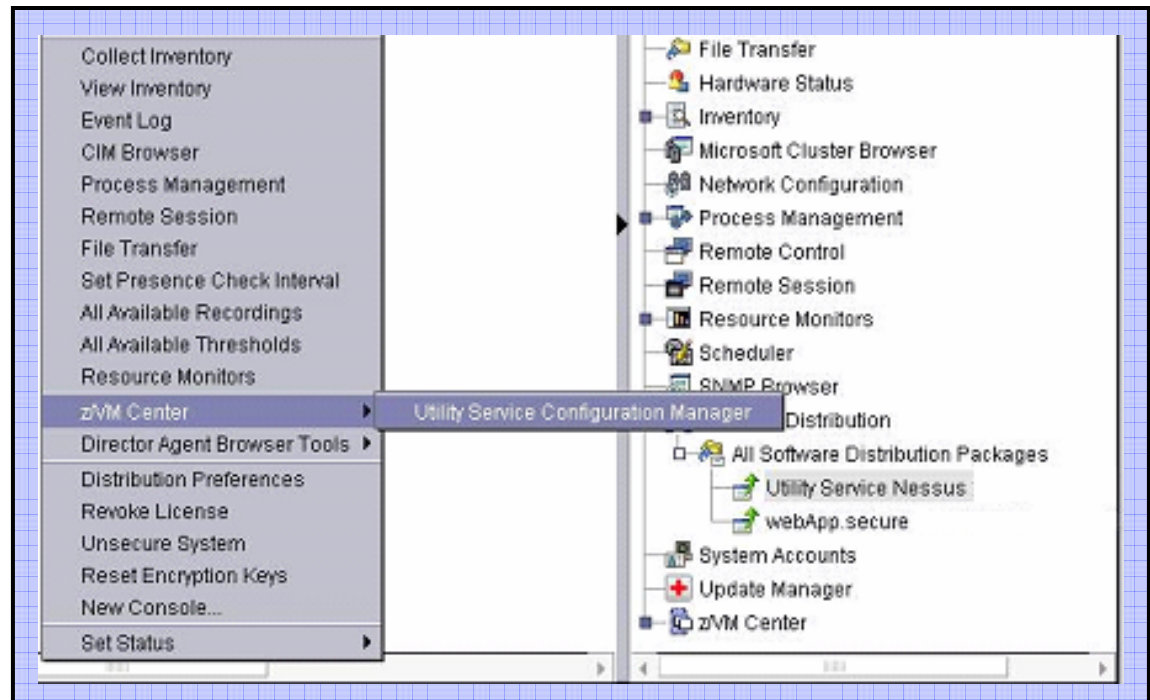 Collect Inventory
View Inventory
Event Log
CIM Browser
Process Management
Remote Session
File Transfer
Set Presence Check Interval
All Available Recordings
All Available Thresholds
Resource Monitors
z/VM Center
Utility Service Configuration Manager
Director Agent Browser Tools
Distribution Preferences
Revoke License
Unsecure System
Reset Encryption Keys
New Console...
Set Status
File Transfer
Hardware Status
Inventory
Microsoft Cluster Browser
Network Configuration
Process Management
Remote Control
Remote Session
Resource Monitors
Scheduler
SNMP Browser
Distribution
All Software Distribution Packages
Utility Service Nessus
webApp.secure
System Accounts
Update Manager
z/VM Center